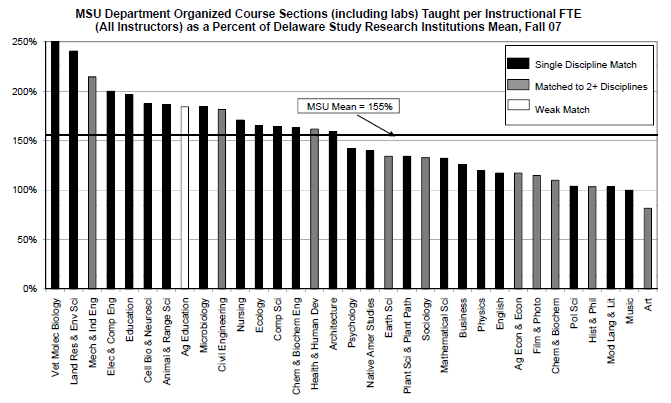 MSU Department Organized Course Sections (including labs) Taught per Instructional FTE
(All Instructors) as a Percent of Delaware Study Research Institutions Mean, Fall 07
250%
200%
150%
100%
50%
0%
Single Discipline Match
Matched to 2+ Disciplines
Weak Match
MSU Mean = 155%
Vet Molec Biology
Land Res & Env Sci
Mech & Ind Eng
Elec & Comp Eng
Education
Cell Bio & Neurosci
Animal & Range Sci
Ag Education
Microbiology
Civil Engineering
Nursing
Ecology
Comp Sci
Chem & Biochem Eng
Health & Human Dev
Architecture
Psychology
Native Amer Studies
Earth Sci
Plant Sci & Plant Path
Sociology
Mathematical Sci
Business
Physics
English
Ag Econ & Econ
Film & Photo
Chem & Biochem
Pol Sci
Hist & Phil
Mod Lang & Lit
Music
Art